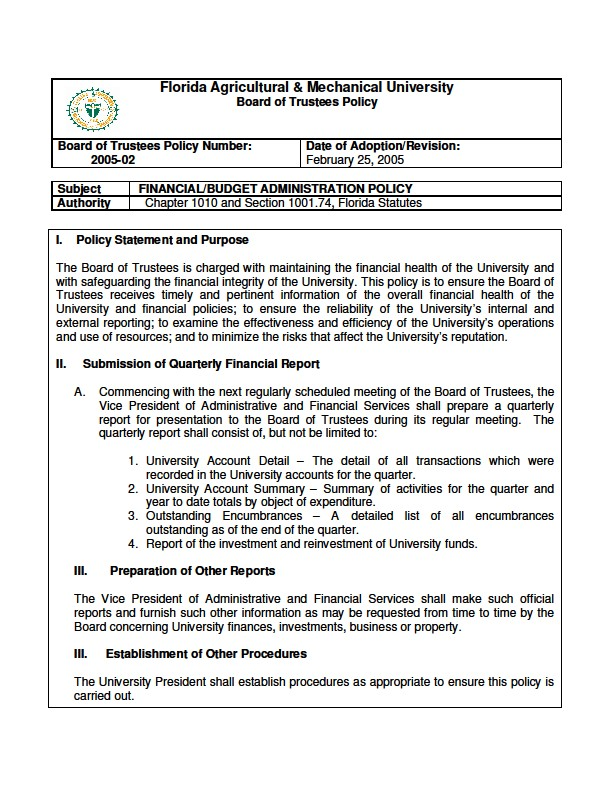 Florida Agricultural & Mechanical University
Board of Trustees Policy
Board of Trustees Policy Number:
2005-02
Date of Adoption/Revision:
February 25, 2005
Subject FINANCIAL/BUDGET ADMINISTRATION POLICY
Authority Chapter 1010 and Section 1001.74, Florida Statutes
I. Policy Statement and Purpose
The Board of Trustees is charged with maintaining the financial health of the University and
with safeguarding the financial integrity of the University. This policy is to ensure the Board of
Trustees receives timely and pertinent information of the overall financial health of the
University and financial policies; to ensure the reliability of the University's internal and
external reporting; to examine the effectiveness and efficiency of the University's operations
and use of resources; and to minimize the risks that affect the University's reputation.
II. Submission of Quarterly Financial Report
A. Commencing with the next regularly scheduled meeting of the Board of Trustees, the
Vice President of Administrative and Financial Services shall prepare a quarterly
report for presentation to the Board of Trustees during its regular meeting. The
quarterly report shall consist of, but not be limited to:
1. University Account Detail – The detail of all transactions which were
recorded in the University accounts for the quarter.
2. University Account Summary – Summary of activities for the quarter and
year to date totals by object of expenditure.
3. Outstanding Encumbrances – A detailed list of all encumbrances
outstanding as of the end of the quarter.
4. Report of the investment and reinvestment of University funds.
III. Preparation of Other Reports
The Vice President of Administrative and Financial Services shall make such official
reports and furnish such other information as may be requested from time to time by the
Board concerning University finances, investments, business or property.
III. Establishment of Other Procedures
The University President shall establish procedures as appropriate to ensure this policy is
carried out.